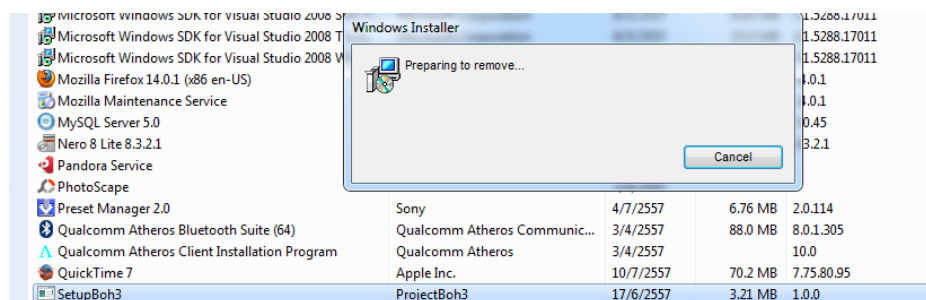 Microsoft Windows SDK for Visual Studio 2008 S 1.5288.17011
Windows Installer
Microsoft Windows SDK for Visual Studio 2008 T 1.5288.17011
Microsoft Windows SDK for Visual Studio 2008 1.5288.17011
Preparing to remove...
Mozilla Firefox 14.0.1 (x86 en-US) .0.1
Mozilla Maintenance Service .0.1
MySQL Server 5.0 .0.45
Nero 8 Lite 8.3.2.1 3.2.1
Cancel
Pandora Service
PhotoScape
Preset Manager 2.0 Sony 4/7/2557 6.76 MB 2.0.114
Qualcomm Atheros Bluetooth Suite (64) Qualcomm Atheros Communic... 3/4/2557 88.0 MB 8.0.1.305
Qualcomm Atheros Client Installation Program Qualcomm Atheros 3/4/2557 10.0
QuickTime 7 Apple Inc. 10/7/2557 70.2 MB 7.75.80.95
SetupBoh3 ProjectBoh3 17/6/2557 3.21 MB 1.0.0